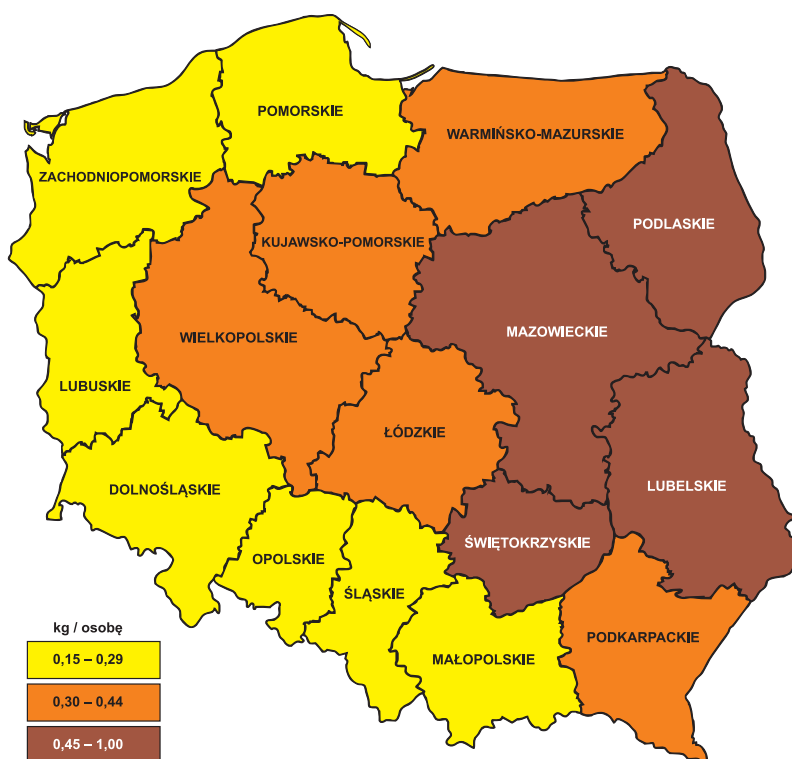 POMORSKIE
WARMIŃSKO-MAZURSKIE
ZACHODNIOPOMORSKIE
PODLASKIE
KUJAWSKO-POMORSKIE
MAZOWIECKIE
WIELKOPOLSKIE
LUBUSKIE
ŁÓDZKIE
DOLNOŚLĄSKIE
LUBELSKIE
ŚWIĘTOKRZYSKIE
OPOLSKIE
ŚLĄSKIE
PODKARPACKIE
MAŁOPOLSKIE
kg / osobę
0,15 – 0,29
0,30 – 0,44
0,45 – 1,00